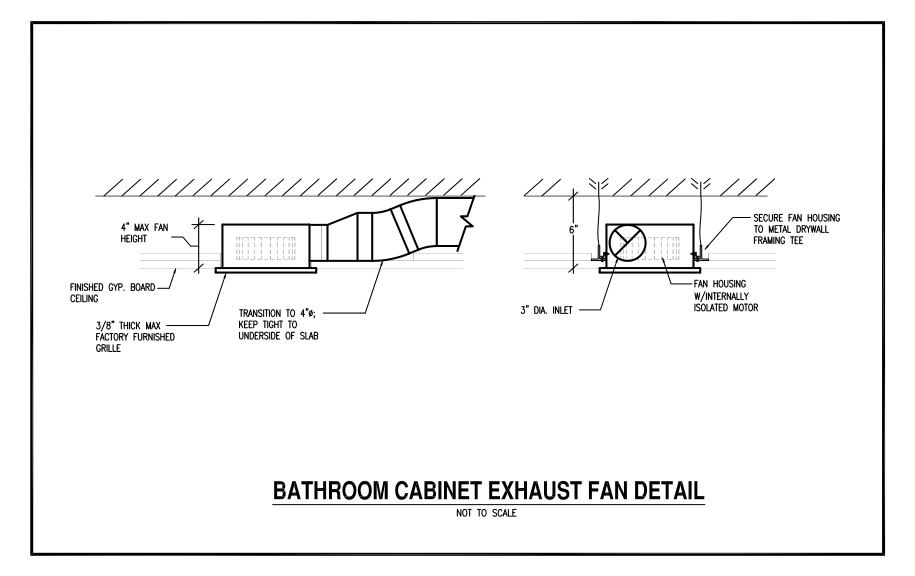 4" MAX FAN
HEIGHT
FINISHED GYP. BOARD
CEILING
3/8" THICK MAX
FACTORY FURNISHED
GRILLE
TRANSITION TO 4"ø;
KEEP TIGHT TO
UNDERSIDE OF SLAB
6"
SECURE FAN HOUSING
TO METAL DRYWALL
FRAMING TEE
FAN HOUSING
W/INTERNALLY
ISOLATED MOTOR
3" DIA. INLET
BATHROOM CABINET EXHAUST FAN DETAIL
NOT TO SCALE